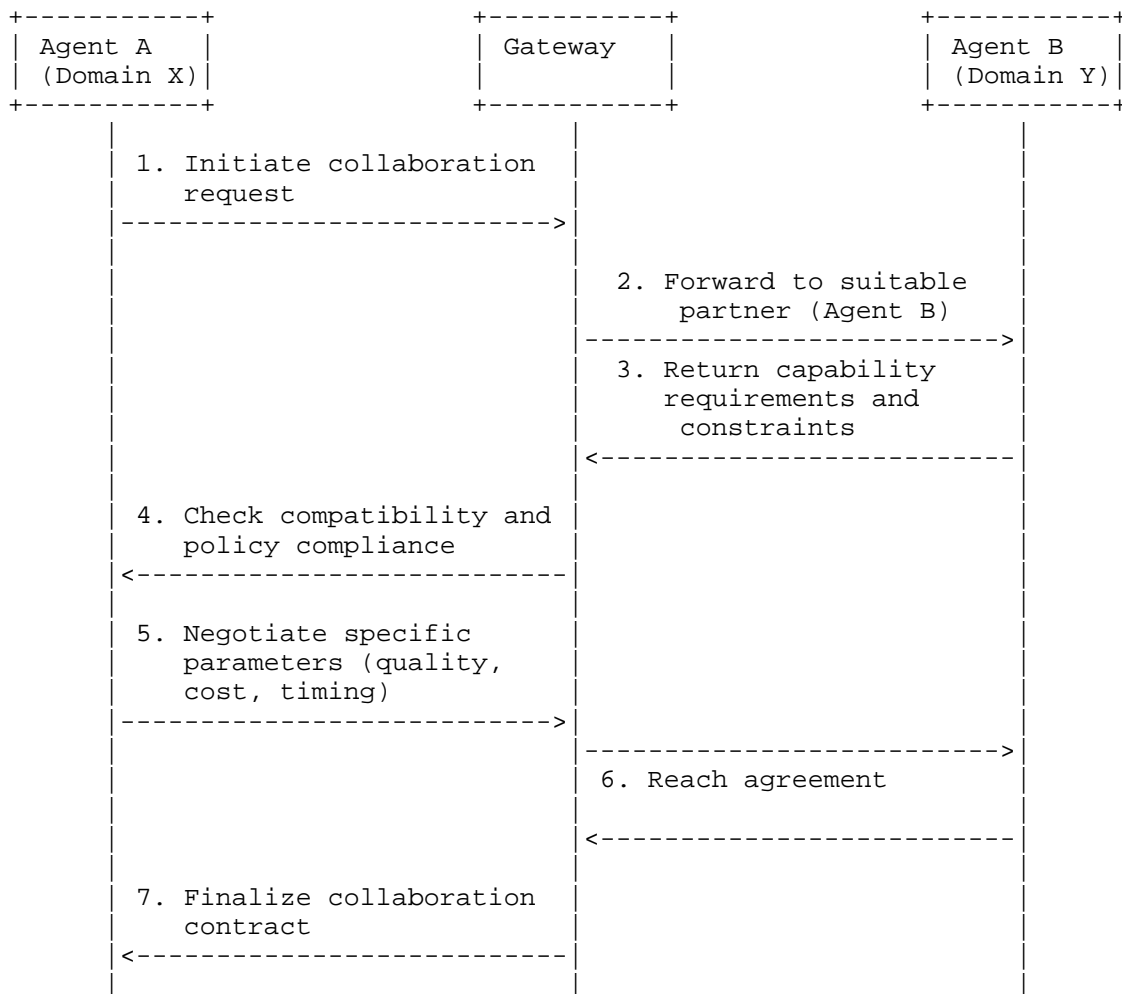 Agent A
(Domain X)
Gateway
Agent B
(Domain Y)
1. Initiate collaboration
request
2. Forward to suitable
partner (Agent B)
3. Return capability
requirements and
constraints
4. Check compatibility and
policy compliance
5. Negotiate specific
parameters (quality,
cost, timing)
6. Reach agreement
7. Finalize collaboration
contract